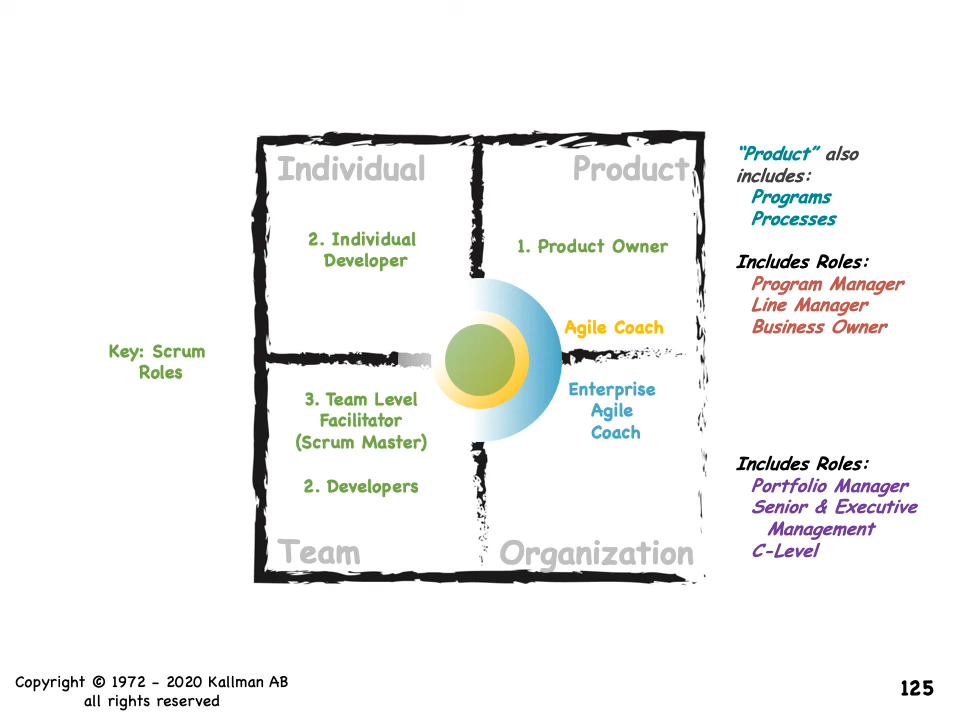 Individual
Product
2. Individual
Developer
1. Product Owner
Agile Coach
Enterprise
Agile
Coach
Key: Scrum
Roles
3. Team Level
Facilitator
(Scrum Master)
2. Developers
Team
Organization
“Product” also
includes:
Programs
Processes
Includes Roles:
Program Manager
Line Manager
Business Owner
Includes Roles:
Portfolio Manager
Senior & Executive
Management
C-Level
Copyright © 1972 – 2020 Kallman AB
all rights reserved
125